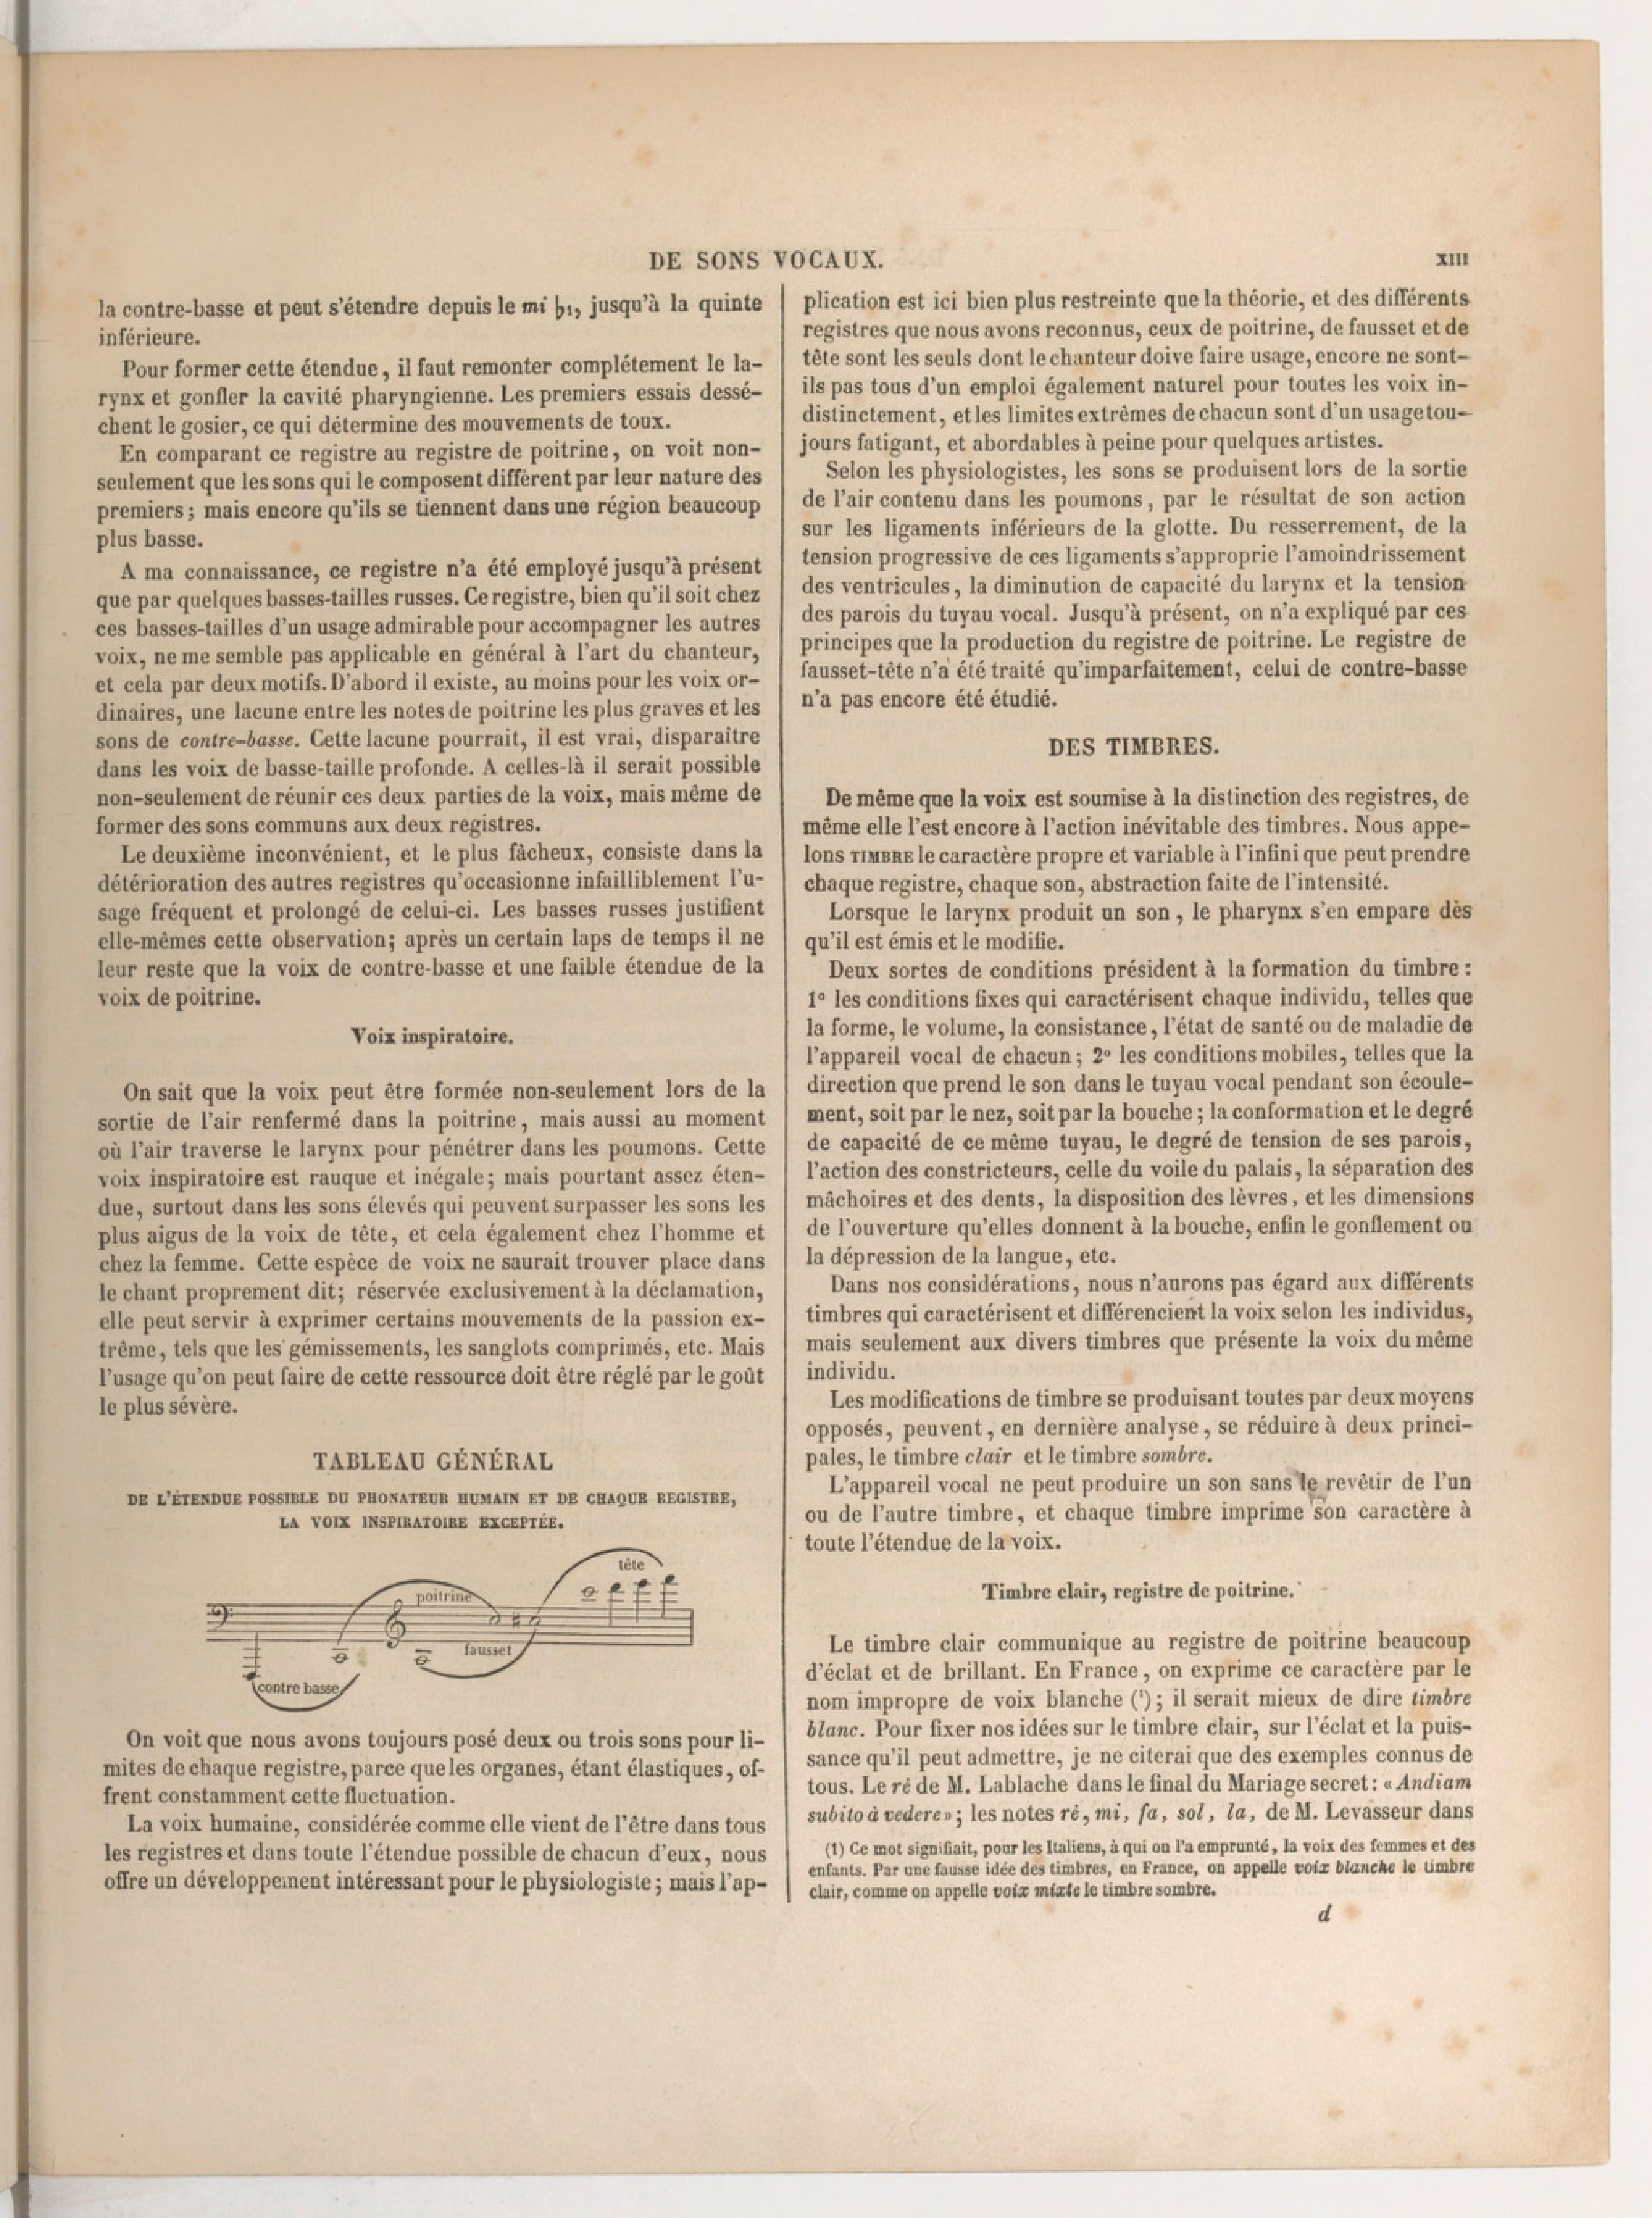 DE SONS VOCAUX.
XIII
la contre-basse et peut s'étendre depuis le mi ♭1, jusqu'à la quinte
inférieure.
Pour former cette étendue, il faut remonter complétement le la-
rynx et gonfler la cavité pharyngienne. Les premiers essais dessé-
chent le gosier, ce qui détermine des mouvements de toux.
En comparant ce registre au registre de poitrine, on voit non-
seulement que les sons qui le composent diffèrent par leur nature des
premiers; mais encore qu'ils se tiennent dans une région beaucoup
plus basse.
A ma connaissance, ce registre n'a été employé jusqu'à présent
que par quelques basses-tailles russes. Ce registre, bien qu'il soit chez
ces basses-tailles d'un usage admirable pour accompagner les autres
voix, ne me semble pas applicable en général à l'art du chanteur,
et cela par deux motifs. D'abord il existe, au moins pour les voix or-
dinaires, une lacune entre les notes de poitrine les plus graves et les
sons de contre-basse. Cette lacune pourrait, il est vrai, disparaître
dans les voix de basse-taille profonde. A celles-là il serait possible
non-seulement de réunir ces deux parties de la voix, mais même de
former des sons communs aux deux registres.
Le deuxième inconvénient, et le plus fâcheux, consiste dans la
détérioration des autres registres qu'occasionne infailliblement l'u-
sage fréquent et prolongé de celui-ci. Les basses russes justifient
elle-mêmes cette observation; après un certain laps de temps il ne
leur reste que la voix de contre-basse et une faible étendue de la
voix de poitrine.
Voix inspiratoire.
On sait que la voix peut être formée non-seulement lors de la
sortie de l'air renfermé dans la poitrine, mais aussi au moment
où l'air traverse le larynx pour pénétrer dans les poumons. Cette
voix inspiratoire est rauque et inégale; mais pourtant assez éten-
due, surtout dans les sons élevés qui peuvent surpasser les sons les
plus aigus de la voix de tête, et cela également chez l'homme et
chez la femme. Cette espèce de voix ne saurait trouver place dans
le chant proprement dit; réservée exclusivement à la déclamation,
elle peut servir à exprimer certains mouvements de la passion ex-
trême, tels que les gémissements, les sanglots comprimés, etc. Mais
l'usage qu'on peut faire de cette ressource doit être réglé par le goût
le plus sévère.
TABLEAU GÉNÉRAL
DE L'ÉTENDUE POSSIBLE DU PHONATEUR HUMAIN ET DE CHAQUE REGISTRE,
LA VOIX INSPIRATOIRE EXCEPTÉE.
tête
poitrine
fausset
contre basse
On voit que nous avons toujours posé deux ou trois sons pour li-
mites de chaque registre, parce que les organes, étant élastiques, of-
frent constamment cette fluctuation.
La voix humaine, considérée comme elle vient de l'être dans tous
les registres et dans toute l'étendue possible de chacun d'eux, nous
offre un développement intéressant pour le physiologiste; mais l'ap-
plication est ici bien plus restreinte que la théorie, et des différents
registres que nous avons reconnus, ceux de poitrine, de fausset et de
tête sont les seuls dont le chanteur doive faire usage, encore ne sont-
ils pas tous d'un emploi également naturel pour toutes les voix in-
distinctement, et les limites extrêmes de chacun sont d'un usage tou-
jours fatigant, et abordables à peine pour quelques artistes.
Selon les physiologistes, les sons se produisent lors de la sortie
de l'air contenu dans les poumons, par le résultat de son action
sur les ligaments inférieurs de la glotte. Du resserrement, de la
tension progressive de ces ligaments s'approprie l'amoindrissement
des ventricules, la diminution de capacité du larynx et la tension
des parois du tuyau vocal. Jusqu'à présent, on n'a expliqué par ces
principes que la production du registre de poitrine. Le registre de
fausset-tête n'a été traité qu'imparfaitement, celui de contre-basse
n'a pas encore été étudié.
DES TIMBRES.
De même que la voix est soumise à la distinction des registres, de
même elle l'est encore à l'action inévitable des timbres. Nous appe-
lons TIMBRE le caractère propre et variable à l'infini que peut prendre
chaque registre, chaque son, abstraction faite de l'intensité.
Lorsque le larynx produit un son, le pharynx s'en empare dès
qu'il est émis et le modifie.
Deux sortes de conditions président à la formation du timbre:
1º les conditions fixes qui caractérisent chaque individu, telles que
la forme, le volume, la consistance, l'état de santé ou de maladie de
l'appareil vocal de chacun; 2º les conditions mobiles, telles que la
direction que prend le son dans le tuyau vocal pendant son écoule-
ment, soit par le nez, soit par la bouche; la conformation et le degré
de capacité de ce même tuyau, le degré de tension de ses parois,
l'action des constricteurs, celle du voile du palais, la séparation des
mâchoires et des dents, la disposition des lèvres, et les dimensions
de l'ouverture qu'elles donnent à la bouche, enfin le gonflement ou
la dépression de la langue, etc.
Dans nos considérations, nous n'aurons pas égard aux différents
timbres qui caractérisent et différencient la voix selon les individus,
mais seulement aux divers timbres que présente la voix du même
individu.
Les modifications de timbre se produisant toutes par deux moyens
opposés, peuvent, en dernière analyse, se réduire à deux princi-
pales, le timbre clair et le timbre sombre.
L'appareil vocal ne peut produire un son sans le revêtir de l'un
ou de l'autre timbre, et chaque timbre imprime son caractère à
toute l'étendue de la voix.
Timbre clair, registre de poitrine.
Le timbre clair communique au registre de poitrine beaucoup
d'éclat et de brillant. En France, on exprime ce caractère par le
nom impropre de voix blanche (1); il serait mieux de dire timbre
blanc. Pour fixer nos idées sur le timbre clair, sur l'éclat et la puis-
sance qu'il peut admettre, je ne citerai que des exemples connus de
tous. Le ré de M. Lablache dans le final du Mariage secret: «Andiam
subito à vedere»; les notes ré, mi, fa, sol, la, de M. Levasseur dans
(1) Ce mot signifiait, pour les Italiens, à qui on l'a emprunté, la voix des femmes et des
enfants. Par une fausse idée des timbres, en France, on appelle voix blanche le timbre
clair, comme on appelle voix mixte le timbre sombre.
d